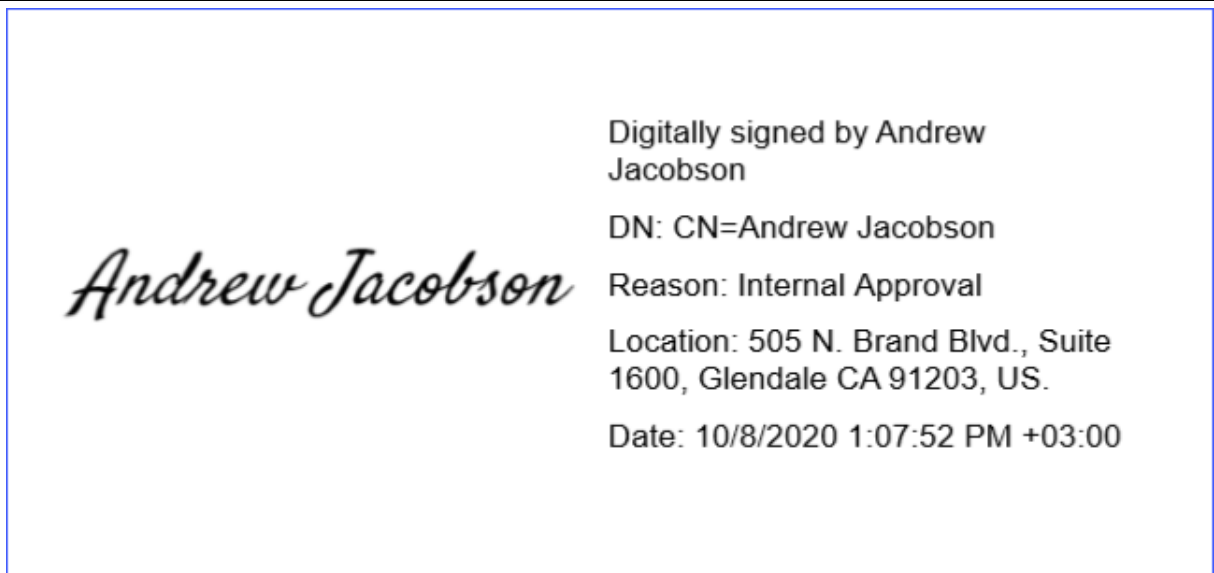 Andrew Jacobson
Digitally signed by Andrew
Jacobson
DN: CN=Andrew Jacobson
Reason: Internal Approval
Location: 505 N. Brand Blvd., Suite
1600, Glendale CA 91203, US.
Date: 10/8/2020 1:07:52 PM +03:00